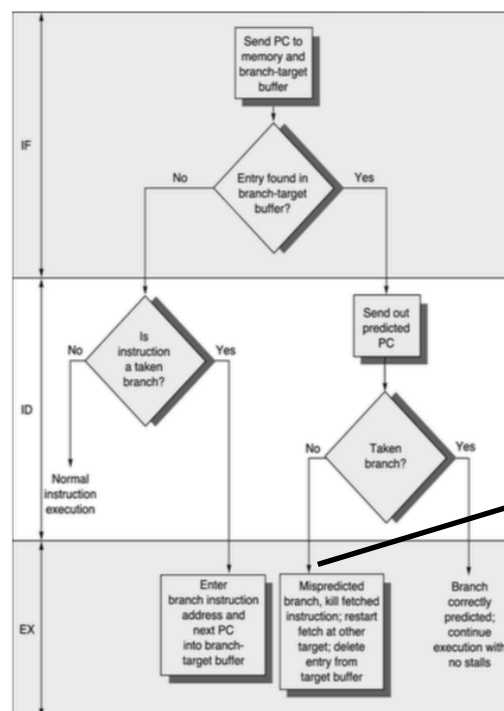 Send PC to
memory and
branch-target
buffer
IF
No
Entry found in
branch-target
buffer?
Yes
Is
instruction
a taken
branch?
No
Yes
Send out
predicted
PC
ID
No
Taken
branch?
Yes
Normal
instruction
execution
EX
Enter
branch instruction
address and
next PC
into branch-
target buffer
Mispredicted
branch, kill fetched
instruction; restart
fetch at other
target; delete
entry from
target buffer
Branch
correctly
predicted;
continue
execution with
no stalls